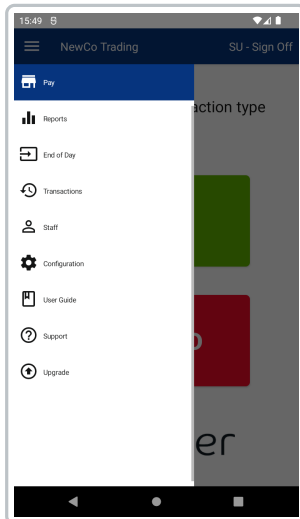 15:49
NewCo Trading
SU - Sign Off
Pay
action type
Reports
End of Day
Transactions
Staff
Configuration
User Guide
Support
Upgrade
er